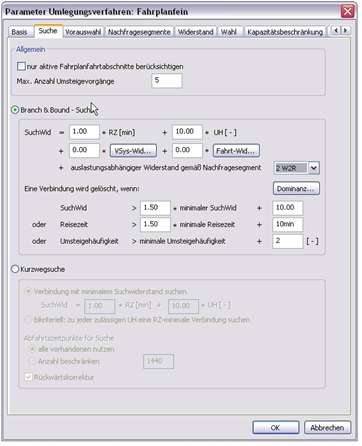 Parameter Umlegungsverfahren: Fahrplanfein
Basis Suche Vorauswahl Nachfragesegmente Widerstand Wahl Kapazitätsbeschränkung
Allgemein
nur aktive Fahrplanfahrtabschnitte berücksichtigen
Max. Anzahl Umsteigevorgänge 5
Branch & Bound - Suche
SuchWid = 1.00 * RZ [min] + 10.00 * UH [ - ]
+ 0.00 * VSys-Wid... + 0.00 * Fahrt-Wid...
+ auslastungsabhängiger Widerstand gemäß Nachfragesegment 2 W2R
Eine Verbindung wird gelöscht, wenn: Dominanz...
SuchWid > 1.50 * minimaler SuchWid + 10.00
oder Reisezeit > 1.50 * minimale Reisezeit + 10min
oder Umsteigehäufigkeit > minimale Umsteigehäufigkeit + 2 [ - ]
Kurzwegsuche
Verbindung mit minimalem Suchwiderstand suchen
SuchWid = 1.00 * RZ [min] + 10.00 * UH [ - ]
bikriteriell: zu jeder zulässigen UH eine RZ-minimale Verbindung suchen
Abfahrtszeitpunkte für Suche
alle vorhandenen nutzen
Anzahl beschränken 1440
Rückwärtskorrektur
OK Abbrechen